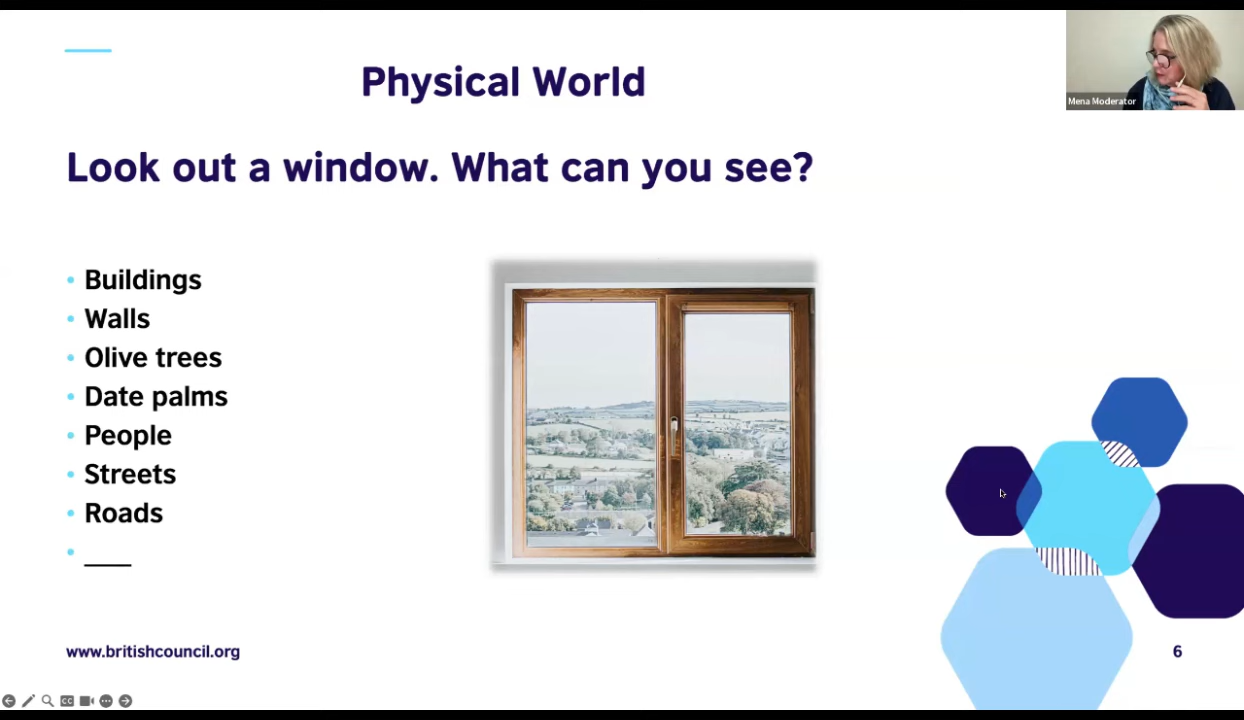 Physical World
Mena Moderator
Look out a window. What can you see?
Buildings
Walls
Olive trees
Date palms
People
Streets
Roads
www.britishcouncil.org
6
CC